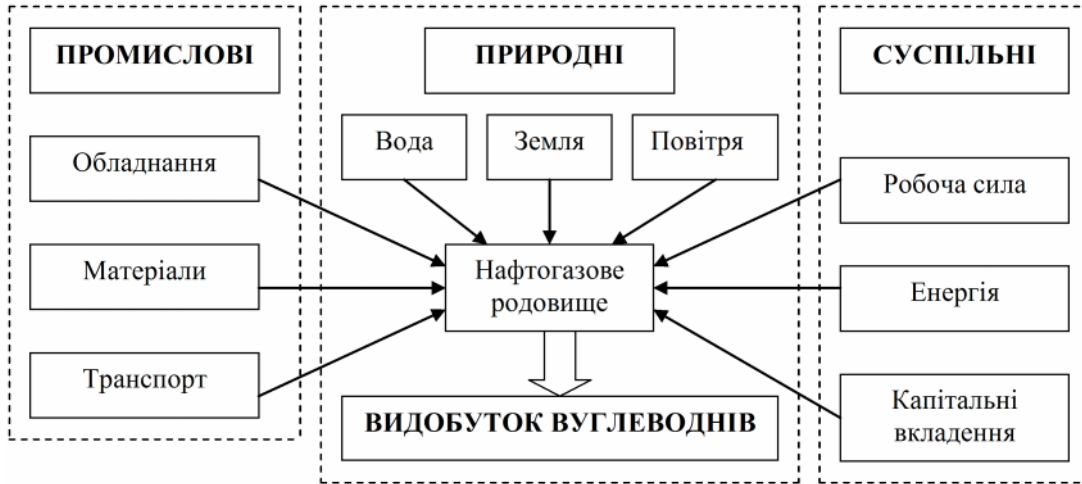 ПРОМИСЛОВІ
Обладнання
Матеріали
Транспорт
ПРИРОДНІ
Вода
Земля
Повітря
Нафтогазове
родовище
ВИДОБУТОК ВУГЛЕВОДНІВ
СУСПІЛЬНІ
Робоча сила
Енергія
Капітальні
вкладення